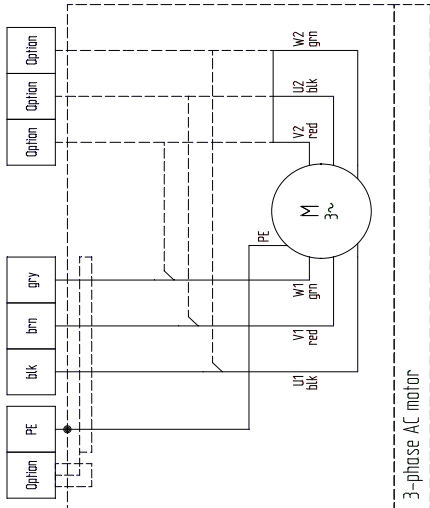 Option
Option
Option
gry
brn
blk
PE
Option
W2
grn
U2
blk
V2
red
M
3~
PE
W1
grn
V1
red
U1
blk
3-phase AC motor